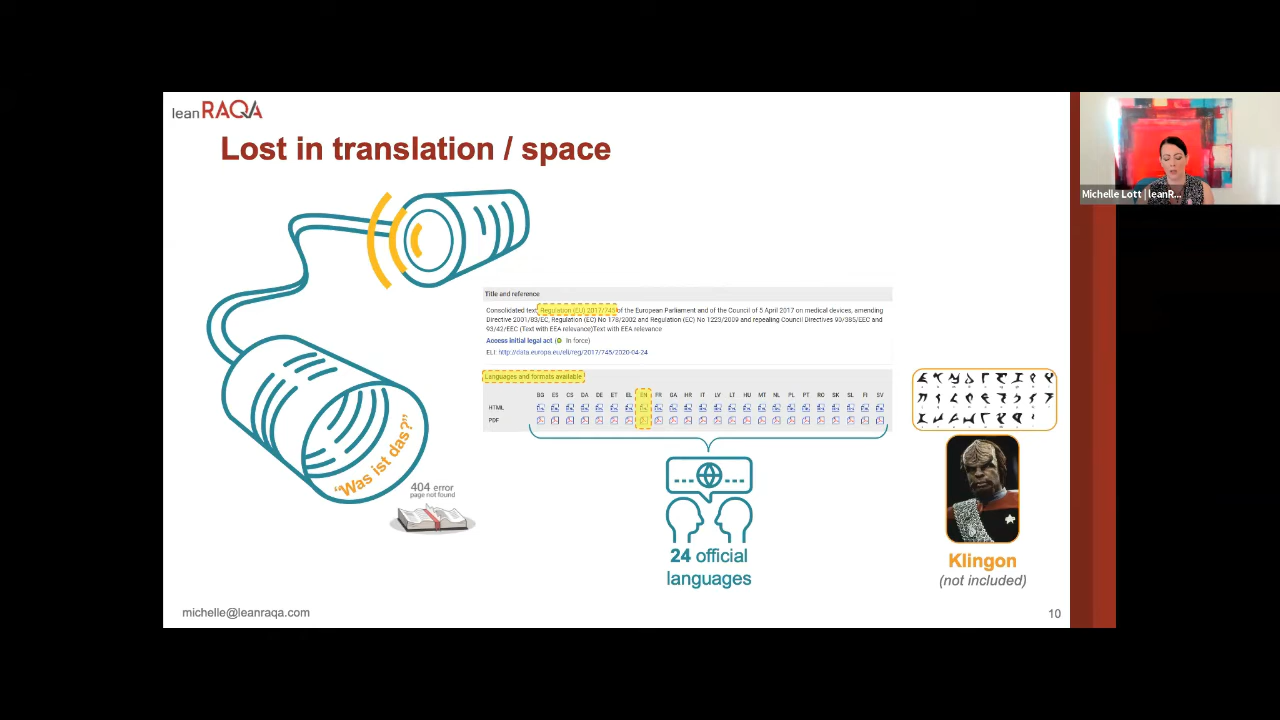 leanRAQA
Lost in translation / space
Michelle Lott | leanR...
Title and reference
Consolidated text: Regulation (EU) 2017/745 of the European Parliament and of the Council of 5 April 2017 on medical devices, amending
Directive 2001/83/EC, Regulation (EC) No 178/2002 and Regulation (EC) No 1223/2009 and repealing Council Directives 90/385/EEC and
93/42/EEC (Text with EEA relevance)Text with EEA relevance
Access initial legal act ( In force)
ELI: http://data.europa.eu/eli/reg/2017/745/2020-04-24
Languages and formats available
BG ES CS DA DE ET EL EN FR GA HR IT LV LT HU MT NL PL PT RO SK SL FI SV
HTML
PDF
"Was ist das?"
404 error
page not found
24 official
languages
Klingon
(not included)
michelle@leanraqa.com
10